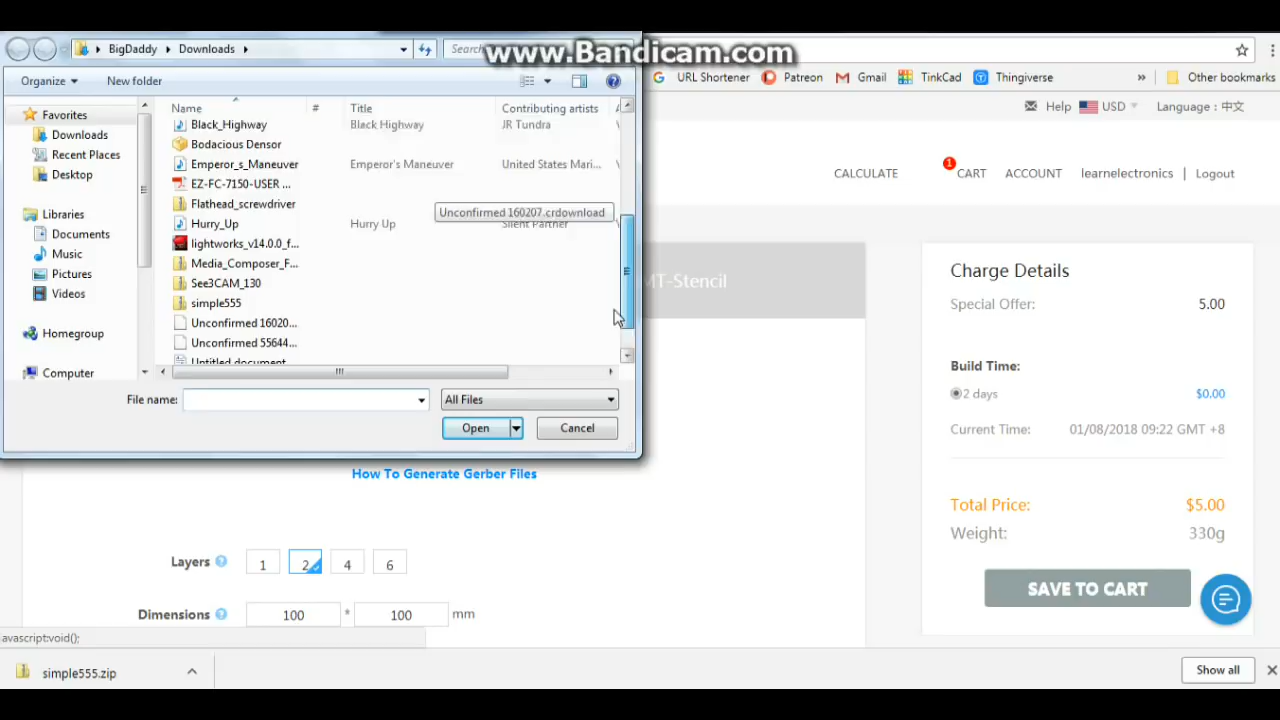 www.Bandicam.com
BigDaddy Downloads
Search
URL Shortener Patreon Gmail TinkCad Thingiverse » Other bookmarks
Organize New folder
Help USD Language : 中文
Name # Title Contributing artists
Favorites
Downloads
Recent Places
Desktop
Libraries
Documents
Music
Pictures
Videos
Homegroup
Computer
Black_Highway Black Highway JR Tundra
Bodacious Densor
Emperor_s_Maneuver Emperor's Maneuver United States Mari...
EZ-FC-7150-USER ...
Flathead_screwdriver
Unconfirmed 160207.crdownload
Hurry_Up Hurry Up Silent Partner
lightworks_v14.0.0_f...
Media_Composer_F...
See3CAM_130
simple555
Unconfirmed 16020...
Unconfirmed 55644...
Untitled document
File name: All Files
Open Cancel
1
CALCULATE CART ACCOUNT learnelectronics | Logout
MT-Stencil
Charge Details
Special Offer: 5.00
Build Time:
2 days $0.00
Current Time: 01/08/2018 09:22 GMT +8
Total Price: $5.00
Weight: 330g
SAVE TO CART
How To Generate Gerber Files
Layers ? 1 2 4 6
Dimensions ? 100 * 100 mm
avascript:void();
simple555.zip Show all